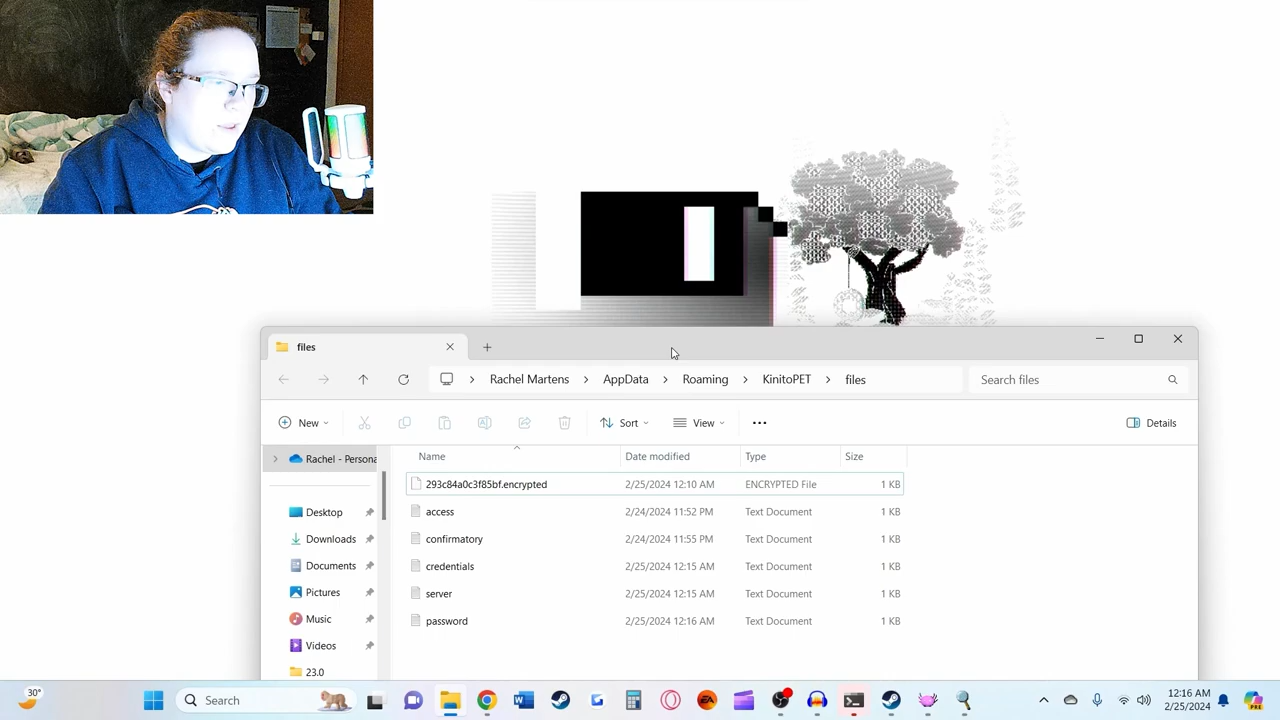 files
Rachel Martens
AppData
Roaming
KinitoPET
files
Search files
New
Sort
View
Details
Name
Date modified
Type
Size
Rachel - Persona
Desktop
Downloads
Documents
Pictures
Music
Videos
23.0
293c84a0c3f85bf.encrypted 2/25/2024 12:10 AM ENCRYPTED File 1 KB
access 2/24/2024 11:52 PM Text Document 1 KB
confirmatory 2/24/2024 11:55 PM Text Document 1 KB
credentials 2/25/2024 12:15 AM Text Document 1 KB
server 2/25/2024 12:15 AM Text Document 1 KB
password 2/25/2024 12:16 AM Text Document 1 KB
30°
Search
12:16 AM
2/25/2024